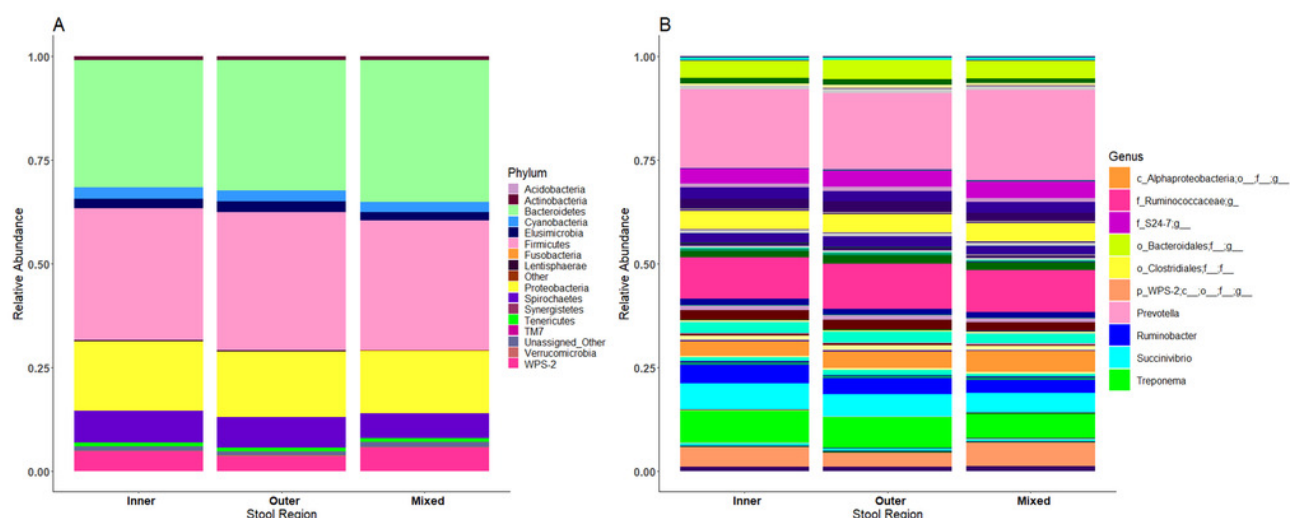 A
1.00
0.75
0.50
0.25
0.00
Relative Abundance
Inner
Outer
Mixed
Stool Region
Phylum
Acidobacteria
Actinobacteria
Bacteroidetes
Cyanobacteria
Elusimicrobia
Firmicutes
Fusobacteria
Lentisphaerae
Other
Proteobacteria
Spirochaetes
Synergistetes
Tenericutes
TM7
Unassigned_Other
Verrucomicrobia
WPS-2
B
1.00
0.75
0.50
0.25
0.00
Relative Abundance
Inner
Outer
Mixed
Stool Region
Genus
c_Alphaproteobacteria;o__;f__;g__
f_Ruminococcaceae;g_
f_S24-7;g__
o_Bacteroidales;f__;g__
o_Clostridiales;f__;f__
p_WPS-2;c__;o__;f__;g__
Prevotella
Ruminobacter
Succinivibrio
Treponema